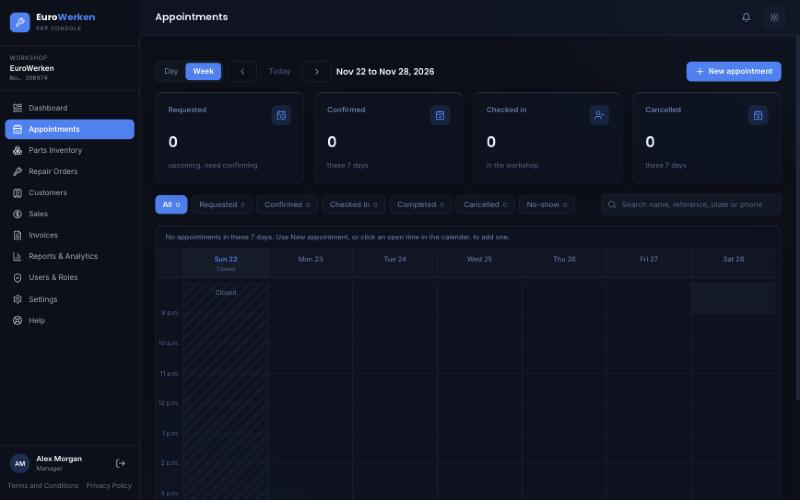 EuroWerken
ERP CONSOLE
WORKSHOP
EuroWerken
No. 390974
Dashboard
Appointments
Parts Inventory
Repair Orders
Customers
Sales
Invoices
Reports & Analytics
Users & Roles
Settings
Help
AM
Alex Morgan
Manager
Terms and Conditions Privacy Policy
Appointments
Day Week Today Nov 22 to Nov 28, 2026
New appointment
Requested
0
upcoming, need confirming
Confirmed
0
these 7 days
Checked in
0
in the workshop
Cancelled
0
these 7 days
All 0 Requested 0 Confirmed 0 Checked in 0 Completed 0 Cancelled 0 No-show 0
Search name, reference, plate or phone
No appointments in these 7 days. Use New appointment, or click an open time in the calendar, to add one.
Sun 22 Mon 23 Tue 24 Wed 25 Thu 26 Fri 27 Sat 28
Closed
Closed
9 a.m.
10 a.m.
11 a.m.
12 p.m.
1 p.m.
2 p.m.
3 p.m.